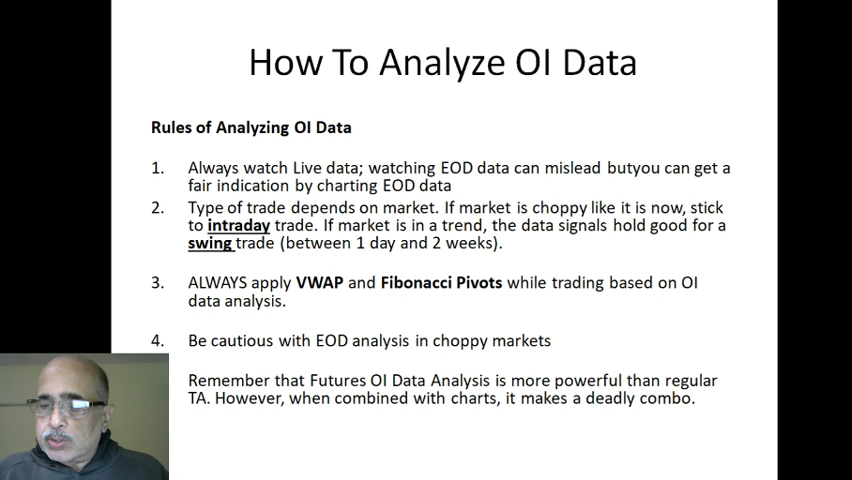 How To Analyze OI Data
Rules of Analyzing OI Data
1. Always watch Live data; watching EOD data can mislead butyou can get a
fair indication by charting EOD data
2. Type of trade depends on market. If market is choppy like it is now, stick
to intraday trade. If market is in a trend, the data signals hold good for a
swing trade (between 1 day and 2 weeks).
3. ALWAYS apply VWAP and Fibonacci Pivots while trading based on OI
data analysis.
4. Be cautious with EOD analysis in choppy markets
Remember that Futures OI Data Analysis is more powerful than regular
TA. However, when combined with charts, it makes a deadly combo.